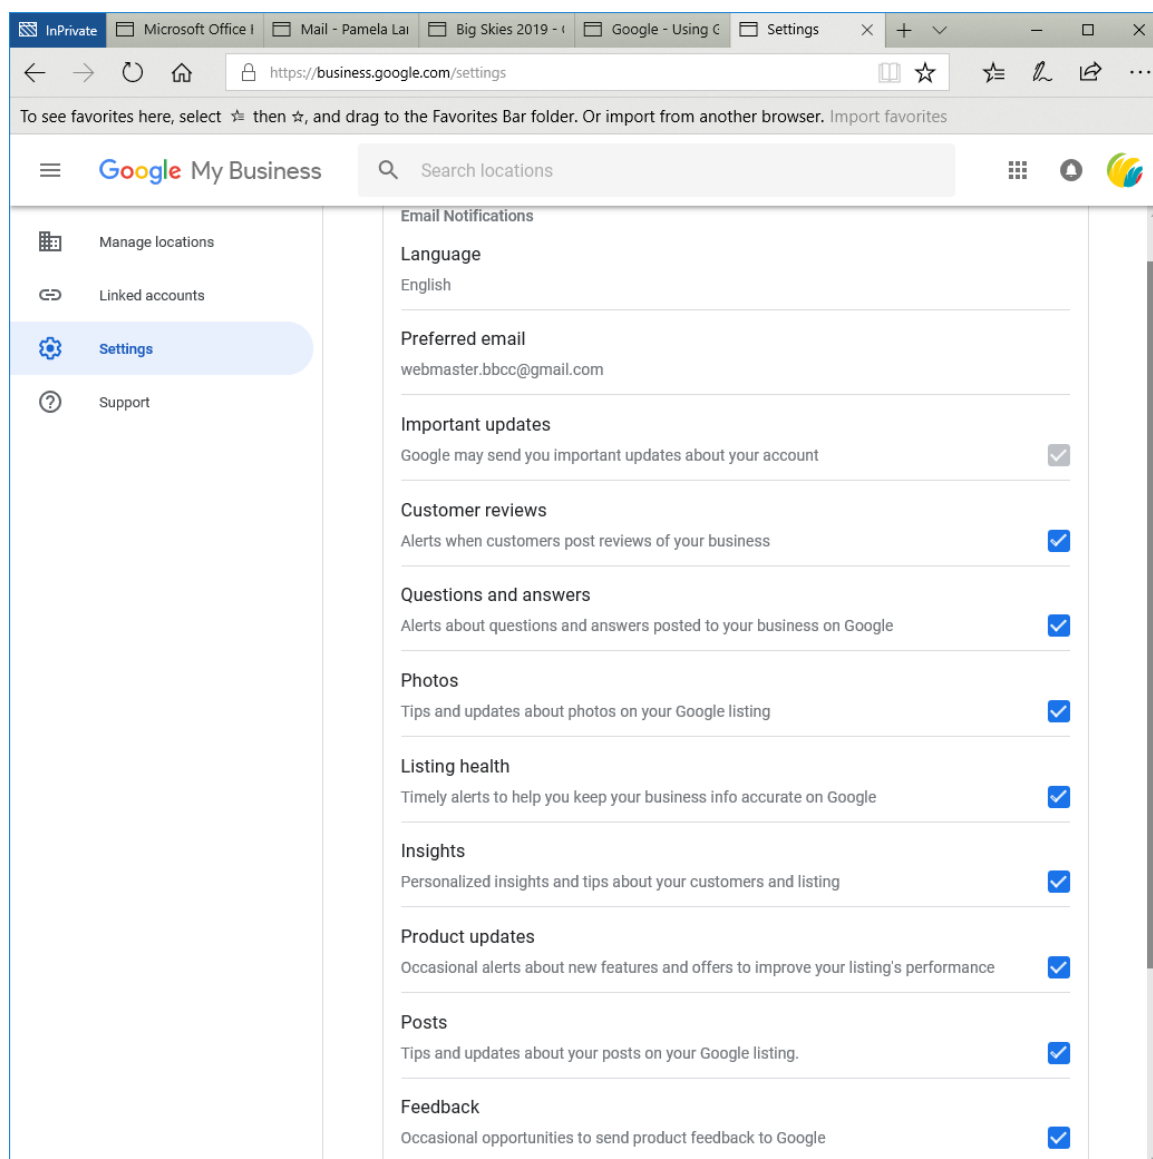 InPrivate
Microsoft Office
Mail - Pamela Lar
Big Skies 2019 -
Google - Using G
Settings
https://business.google.com/settings
To see favorites here, select then , and drag to the Favorites Bar folder. Or import from another browser. Import favorites
Google My Business
Search locations
Manage locations
Linked accounts
Settings
Support
Email Notifications
Language
English
Preferred email
webmaster.bbcc@gmail.com
Important updates
Google may send you important updates about your account
Customer reviews
Alerts when customers post reviews of your business
Questions and answers
Alerts about questions and answers posted to your business on Google
Photos
Tips and updates about photos on your Google listing
Listing health
Timely alerts to help you keep your business info accurate on Google
Insights
Personalized insights and tips about your customers and listing
Product updates
Occasional alerts about new features and offers to improve your listing's performance
Posts
Tips and updates about your posts on your Google listing.
Feedback
Occasional opportunities to send product feedback to Google